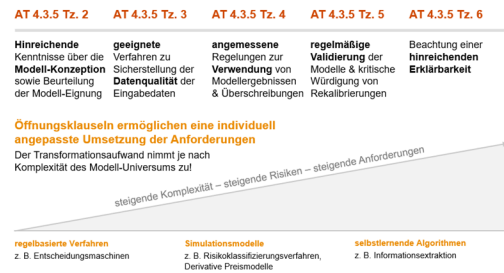 AT 4.3.5 Tz. 2
AT 4.3.5 Tz. 3
AT 4.3.5 Tz. 4
AT 4.3.5 Tz. 5
AT 4.3.5 Tz. 6
Hinreichende
Kenntnisse über die
Modell-Konzeption
sowie Beurteilung
der Modell-Eignung
geeignete
Verfahren zu
Sicherstellung der
Datenqualität der
Eingabedaten
angemessene
Regelungen zur
Verwendung von
Modellergebnissen
& Überschreibungen
regelmäßige
Validierung der
Modelle & kritische
Würdigung von
Rekalibrierungen
Beachtung einer
hinreichenden
Erklärbarkeit
Öffnungsklauseln ermöglichen eine individuell
angepasste Umsetzung der Anforderungen
Der Transformationsaufwand nimmt je nach
Komplexität des Modell-Universums zu!
steigende Komplexität – steigende Risiken – steigende Anforderungen
regelbasierte Verfahren
z. B. Entscheidungsmaschinen
Simulationsmodelle
z. B. Risikoklassifizierungsverfahren,
Derivative Preismodelle
selbstlernende Algorithmen
z. B. Informationsextraktion